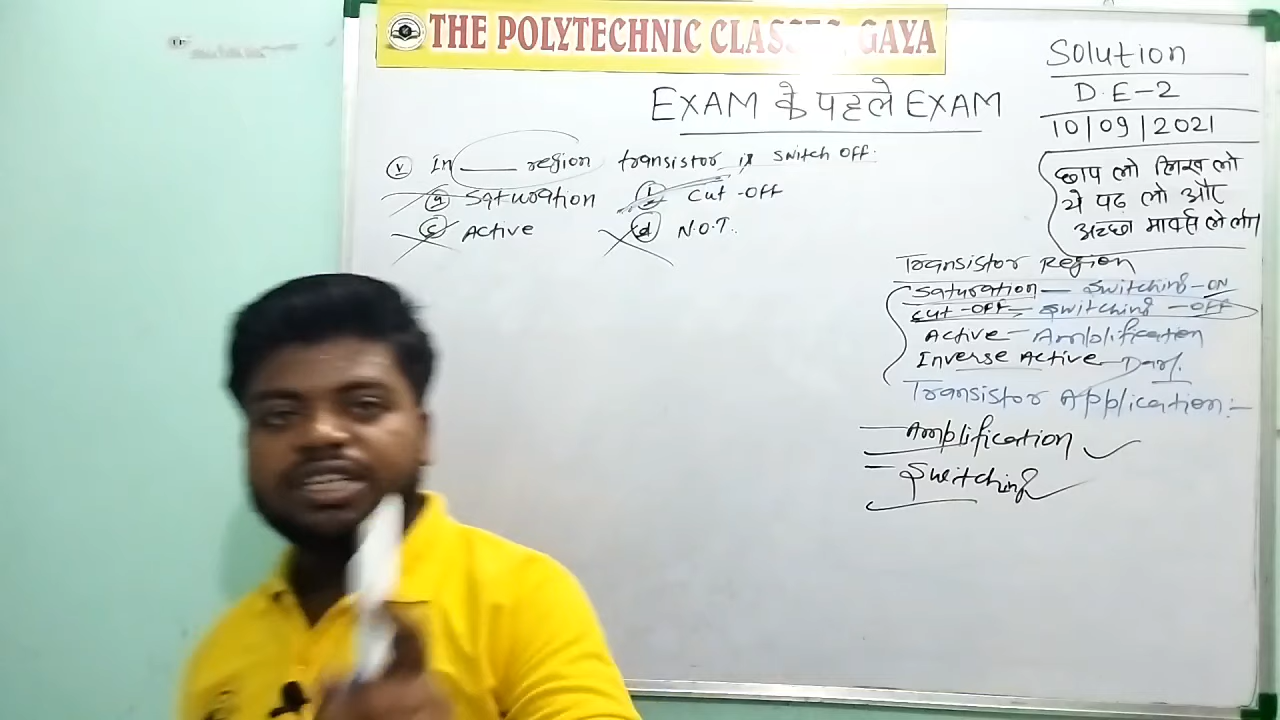 THE POLYTECHNIC CLASSES, GAYA
EXAM के पहले EXAM
(v) In ____ region transistor is switch OFF.
(a) Saturation (b) Cut-OFF
(c) Active (d) N.O.T.
Solution
D.E-2
10/09/2021
छाप लो लिख लो
ये पढ़ लो और
अच्छा मार्क्स ले लो।
Transistor Region
Saturation — Switching-ON
Cut-OFF — Switching-OFF
Active — Amplification
Inverse Active —
Transistor Application:-
Amplification
Switching